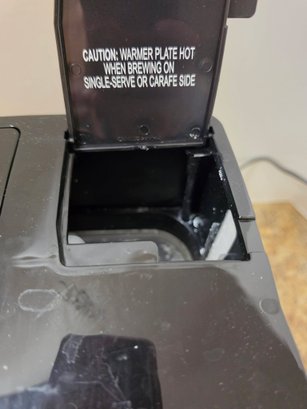 CAUTION: WARMER PLATE HOT
WHEN BREWING ON
SINGLE-SERVE OR CARAFE SIDE